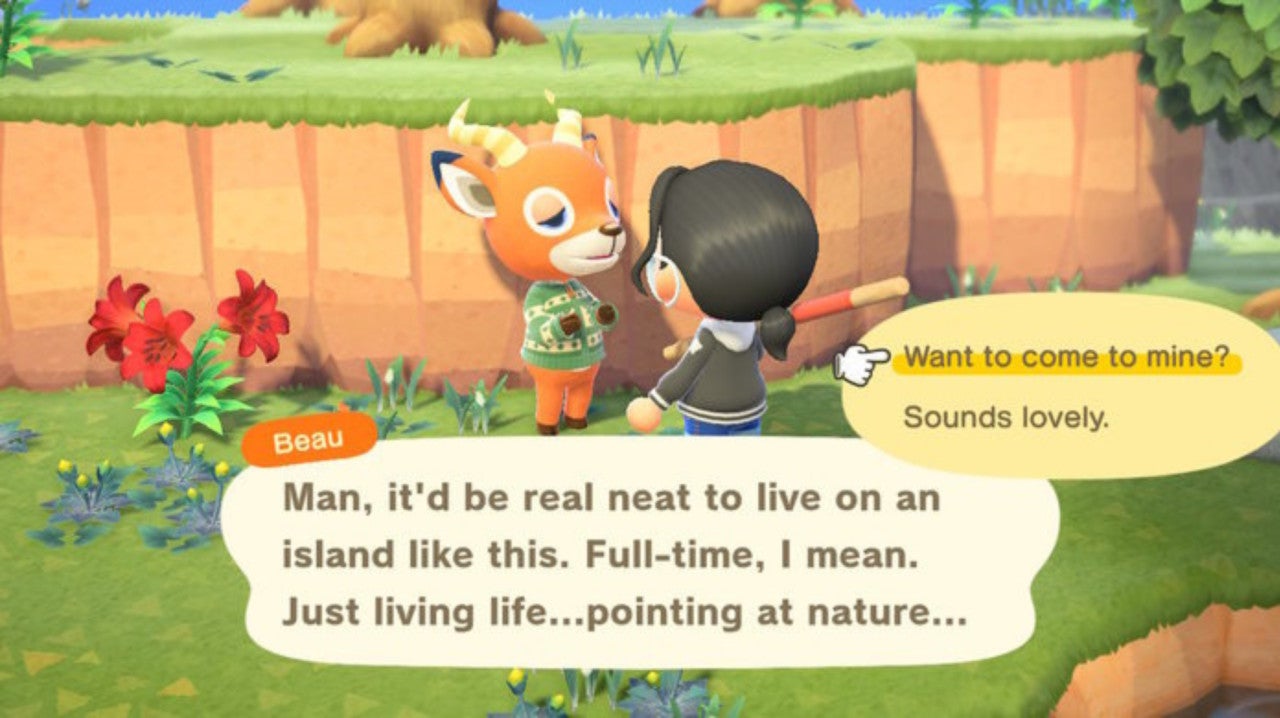 Want to come to mine?
Sounds lovely.
Beau
Man, it'd be real neat to live on an
island like this. Full-time, I mean.
Just living life...pointing at nature...